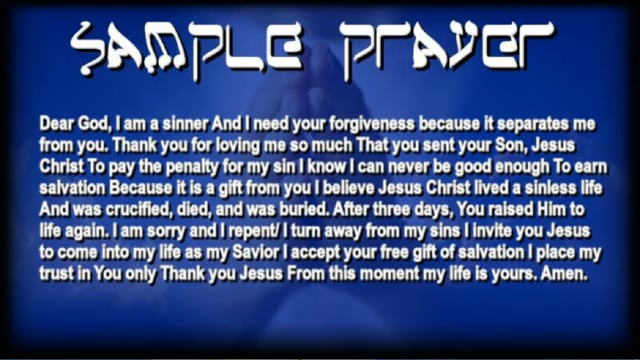 SAMPLE PRAYER
Dear God, I am a sinner And I need your forgiveness because it separates me
from you. Thank you for loving me so much That you sent your Son, Jesus
Christ To pay the penalty for my sin I know I can never be good enough To earn
salvation Because it is a gift from you I believe Jesus Christ lived a sinless life
And was crucified, died, and was buried. After three days, You raised Him to
life again. I am sorry and I repent/ I turn away from my sins I invite you Jesus
to come into my life as my Savior I accept your free gift of salvation I place my
trust in You only Thank you Jesus From this moment my life is yours. Amen.